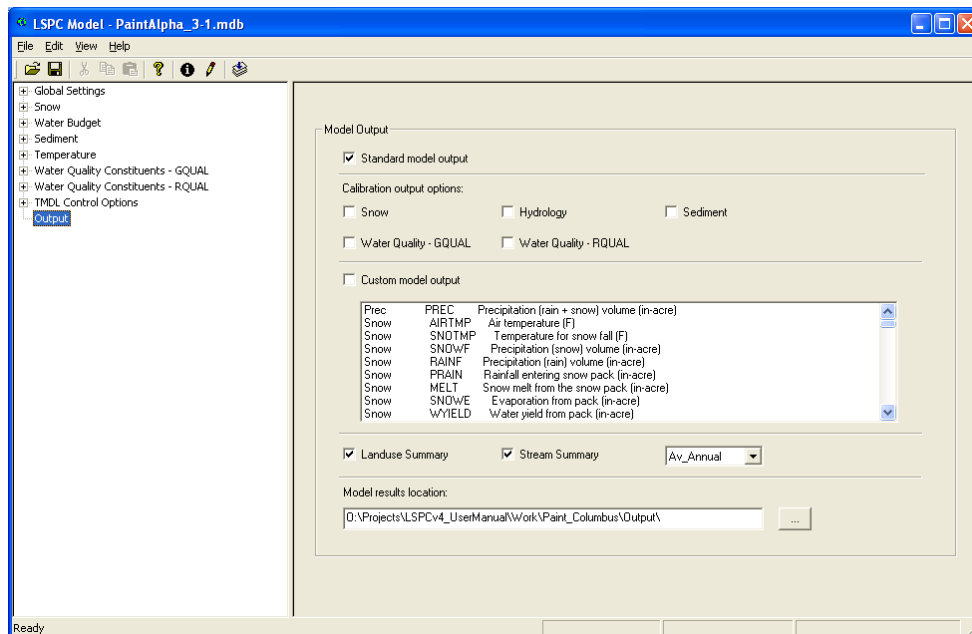 LSPC Model - PaintAlpha_3-1.mdb
File Edit View Help
Global Settings
Snow
Water Budget
Sediment
Temperature
Water Quality Constituents - GQUAL
Water Quality Constituents - RQUAL
TMDL Control Options
Output
Model Output
Standard model output
Calibration output options:
Snow Hydrology Sediment
Water Quality - GQUAL Water Quality - RQUAL
Custom model output
Prec PREC Precipitation (rain + snow) volume (in-acre)
Snow AIRTMP Air temperature (F)
Snow SNOTMP Temperature for snow fall (F)
Snow SNOWF Precipitation (snow) volume (in-acre)
Snow RAINF Precipitation (rain) volume (in-acre)
Snow PRAIN Rainfall entering snow pack (in-acre)
Snow MELT Snow melt from the snow pack (in-acre)
Snow SNOWE Evaporation from pack (in-acre)
Snow WYIELD Water yield from pack (in-acre)
Landuse Summary Stream Summary Av_Annual
Model results location:
O:\Projects\LSPCv4_UserManual\Work\Paint_Columbus\Output\ ...
Ready